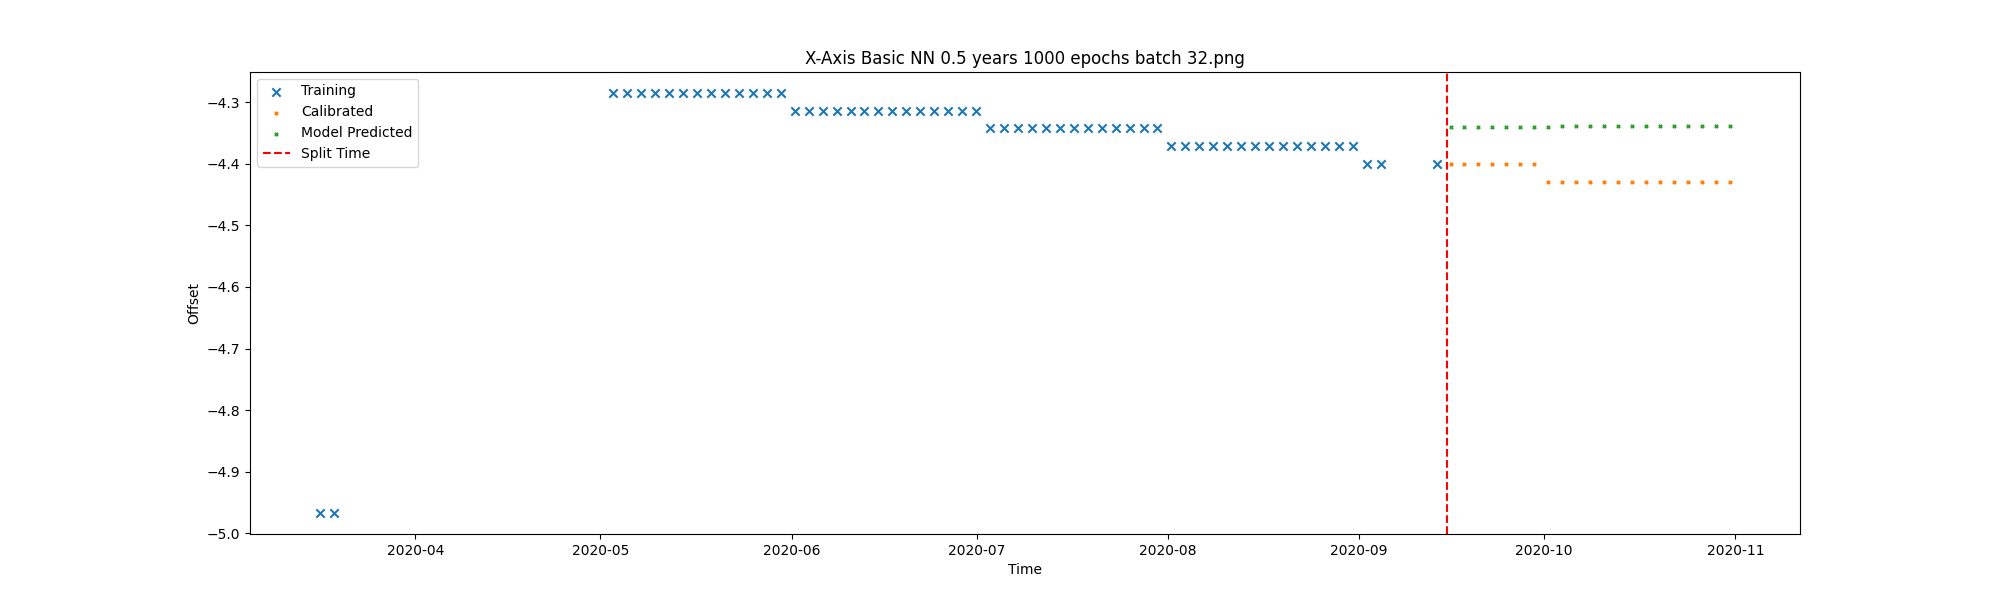 X-Axis Basic NN 0.5 years 1000 epochs batch 32.png
Training
Calibrated
Model Predicted
Split Time
−4.3
−4.4
−4.5
−4.6
−4.7
−4.8
−4.9
−5.0
Offset
2020-04
2020-05
2020-06
2020-07
2020-08
2020-09
2020-10
2020-11
Time